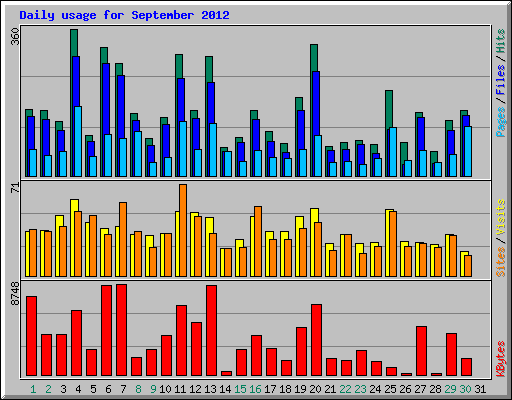 Daily usage for September 2012
360
Pages / Files / Hits
71
Sites / Visits
8748
KBytes
1 2 3 4 5 6 7 8 9 10 11 12 13 14 15 16 17 18 19 20 21 22 23 24 25 26 27 28 29 30 31